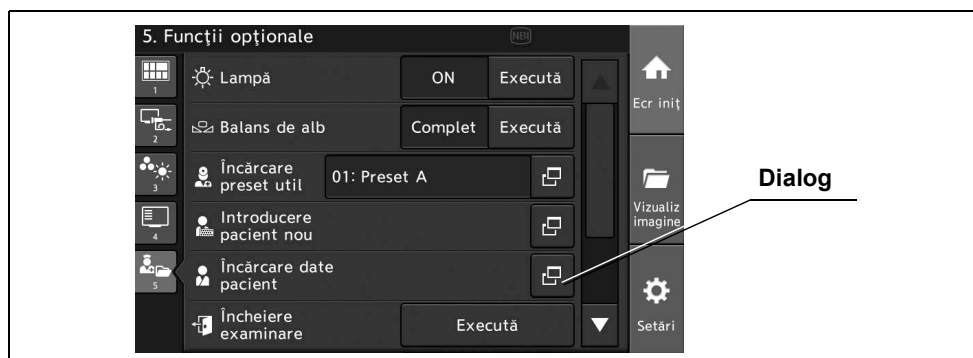 5. Funcții opționale
NBI
1
Lampă
ON
Execută
Ecr iniț
2
Balans de alb
Complet
Execută
3
Încărcare
preset util
01: Preset A
Vizualiz
imagine
Dialog
4
Introducere
pacient nou
5
Încărcare date
pacient
Încheiere
examinare
Execută
Setări